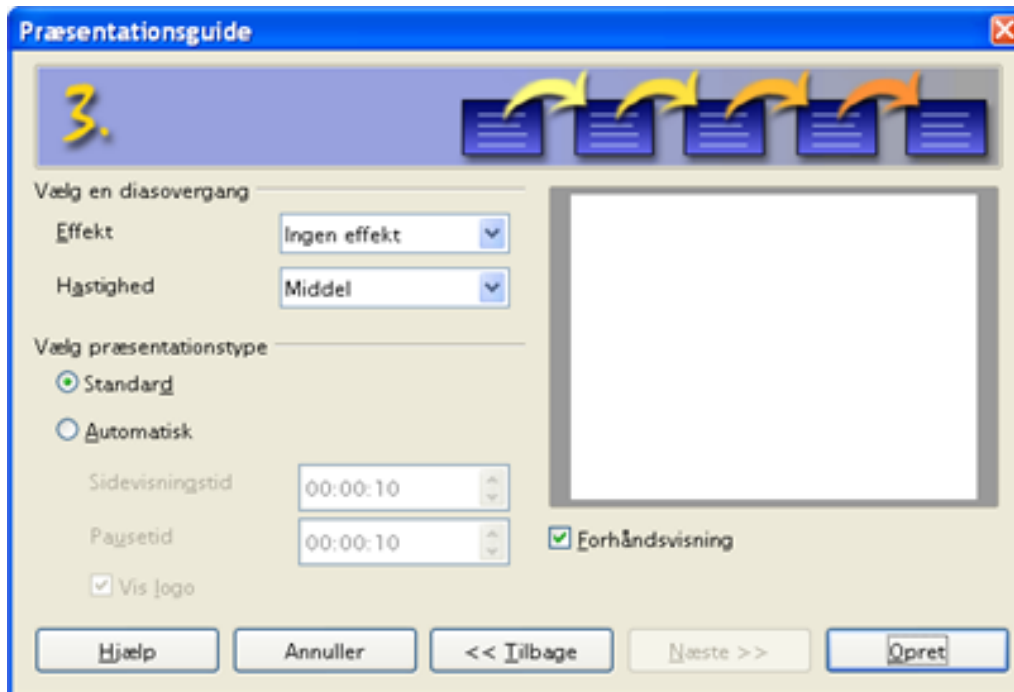 Præsentationsguide
3.
Vælg en diasovergang
Effekt
Ingen effekt
Hastighed
Middel
Vælg præsentationstype
Standard
Automatisk
Sidevisningstid
00:00:10
Pausetid
00:00:10
Vis logo
Forhåndsvisning
Hjælp
Annuller
<< Tilbage
Næste >>
Opret